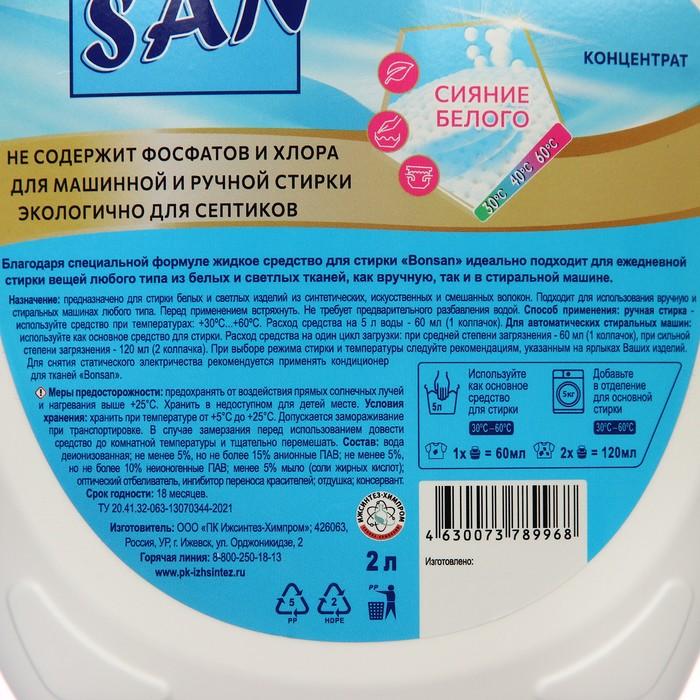 SAN
КОНЦЕНТРАТ
СИЯНИЕ
БЕЛОГО
30°C 40°C 60°C
НЕ СОДЕРЖИТ ФОСФАТОВ И ХЛОРА
ДЛЯ МАШИННОЙ И РУЧНОЙ СТИРКИ
ЭКОЛОГИЧНО ДЛЯ СЕПТИКОВ
Благодаря специальной формуле жидкое средство для стирки «Bonsan» идеально подходит для ежедневной
стирки вещей любого типа из белых и светлых тканей, как вручную, так и в стиральной машине.
Назначение: предназначено для стирки белых и светлых изделий из синтетических, искусственных и смешанных волокон. Подходит для использования вручную и
стиральных машинах любого типа. Перед применением встряхнуть. Не требует предварительного разбавления водой. Способ применения: ручная стирка -
используйте средство при температурах: +30°C...+60°C. Расход средства на 5 л воды - 60 мл (1 колпачок). Для автоматических стиральных машин:
используйте как основное средство для стирки. Расход средства на один цикл загрузки: при средней степени загрязнения - 60 мл (1 колпачок), при сильной
степени загрязнения - 120 мл (2 колпачка). При выборе режима стирки и температуры следуйте рекомендациям, указанным на ярлыках Ваших изделий.
Для снятия статического электричества рекомендуется применять кондиционер
для тканей «Bonsan».
Меры предосторожности: предохранять от воздействия прямых солнечных лучей
и нагревания выше +25°C. Хранить в недоступном для детей месте. Условия
хранения: хранить при температуре от +5°C до +25°C. Допускается замораживание
при транспортировке. В случае замерзания перед использованием довести
средство до комнатной температуры и тщательно перемешать. Состав: вода
деионизованная; не менее 5%, но не более 15% анионные ПАВ; не менее 5%,
но не более 10% неионогенные ПАВ; менее 5% мыло (соли жирных кислот);
оптический отбеливатель, ингибитор переноса красителей; отдушка; консервант.
Срок годности: 18 месяцев.
ТУ 20.41.32-063-13070344-2021
Изготовитель: ООО «ПК Ижсинтез-Химпром»; 426063,
Россия, УР, г. Ижевск, ул. Орджоникидзе, 2
Горячая линия: 8-800-250-18-13
www.pk-izhsintez.ru
Используйте
как основное
средство
для стирки
5л
30°C-60°C
Добавьте
в отделение
для основной
стирки
5кг
30°C-60°C
1x = 60мл
2x = 120мл
ИЖСИНТЕЗ-ХИМПРОМ
2 л
4 630073 789968
Изготовлено:
5
PP
2
HDPE
PP